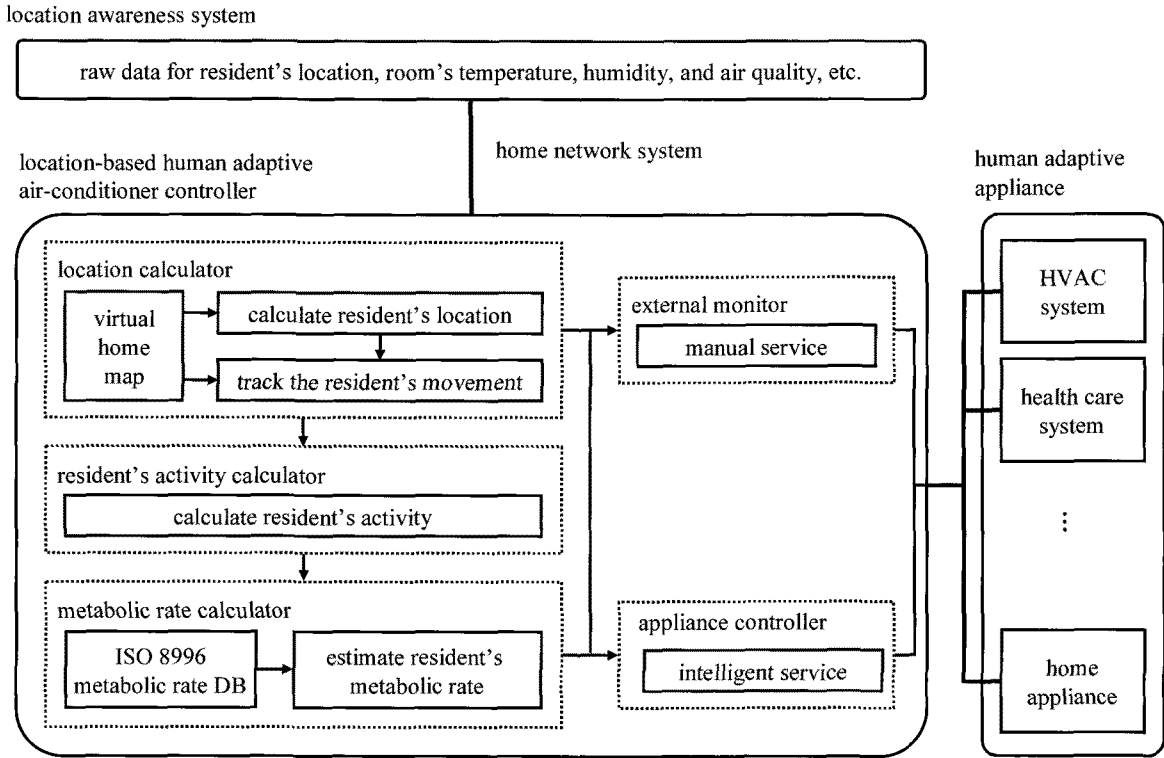 location awareness system
raw data for resident's location, room's temperature, humidity, and air quality, etc.
home network system
location-based human adaptive
air-conditioner controller
human adaptive
appliance
location calculator
virtual
home
map
calculate resident's location
track the resident's movement
resident's activity calculator
calculate resident's activity
metabolic rate calculator
ISO 8996
metabolic rate DB
estimate resident's
metabolic rate
external monitor
manual service
appliance controller
intelligent service
HVAC
system
health care
system
⋮
home
appliance